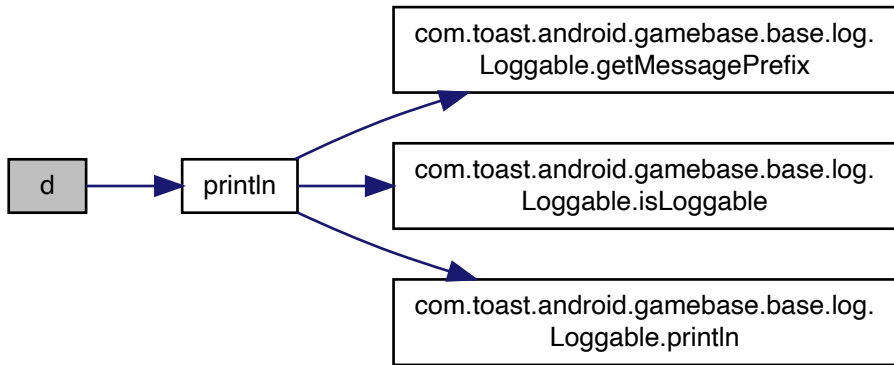 d
println
com.toast.android.gamebase.base.log.
Loggable.getMessagePrefix
com.toast.android.gamebase.base.log.
Loggable.isLoggable
com.toast.android.gamebase.base.log.
Loggable.println